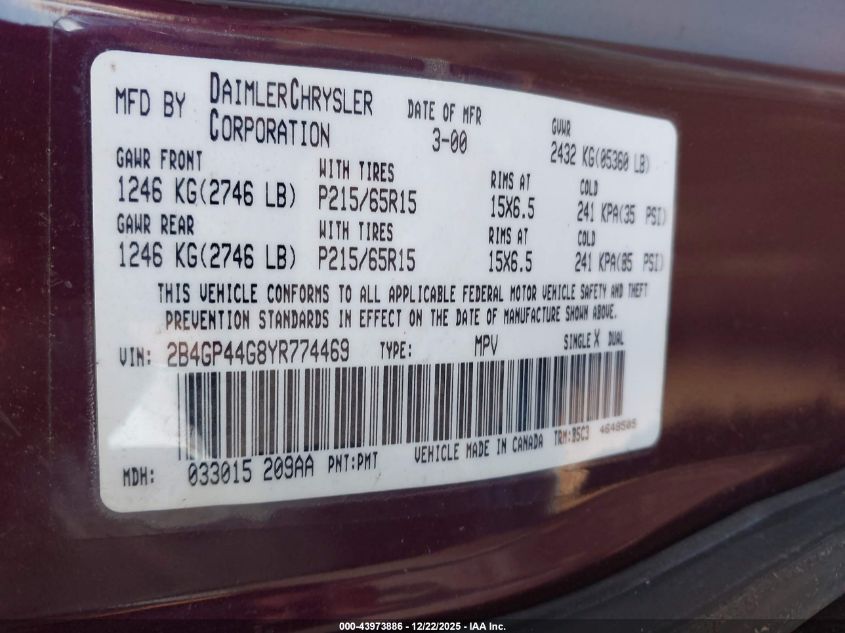 MFD BY DAIMLERCHRYSLER CORPORATION
DATE OF MFR 3-00
GVWR 2432 KG(05360 LB)
GAWR FRONT WITH TIRES RIMS AT COLD
1246 KG(2746 LB) P215/65R15 15X6.5 241 KPA(35 PSI)
GAWR REAR WITH TIRES RIMS AT COLD
1246 KG(2746 LB) P215/65R15 15X6.5 241 KPA(85 PSI)
THIS VEHICLE CONFORMS TO ALL APPLICABLE FEDERAL MOTOR VEHICLE SAFETY AND THEFT
PREVENTION STANDARDS IN EFFECT ON THE DATE OF MANUFACTURE SHOWN ABOVE.
VIN: 2B4GP44G8YR774469 TYPE: MPV SINGLE X DUAL
MDH: 033015 209AA PNT:PMT VEHICLE MADE IN CANADA TRM:B5C3 4648505
000-43973886 - 12/22/2025 - IAA Inc.